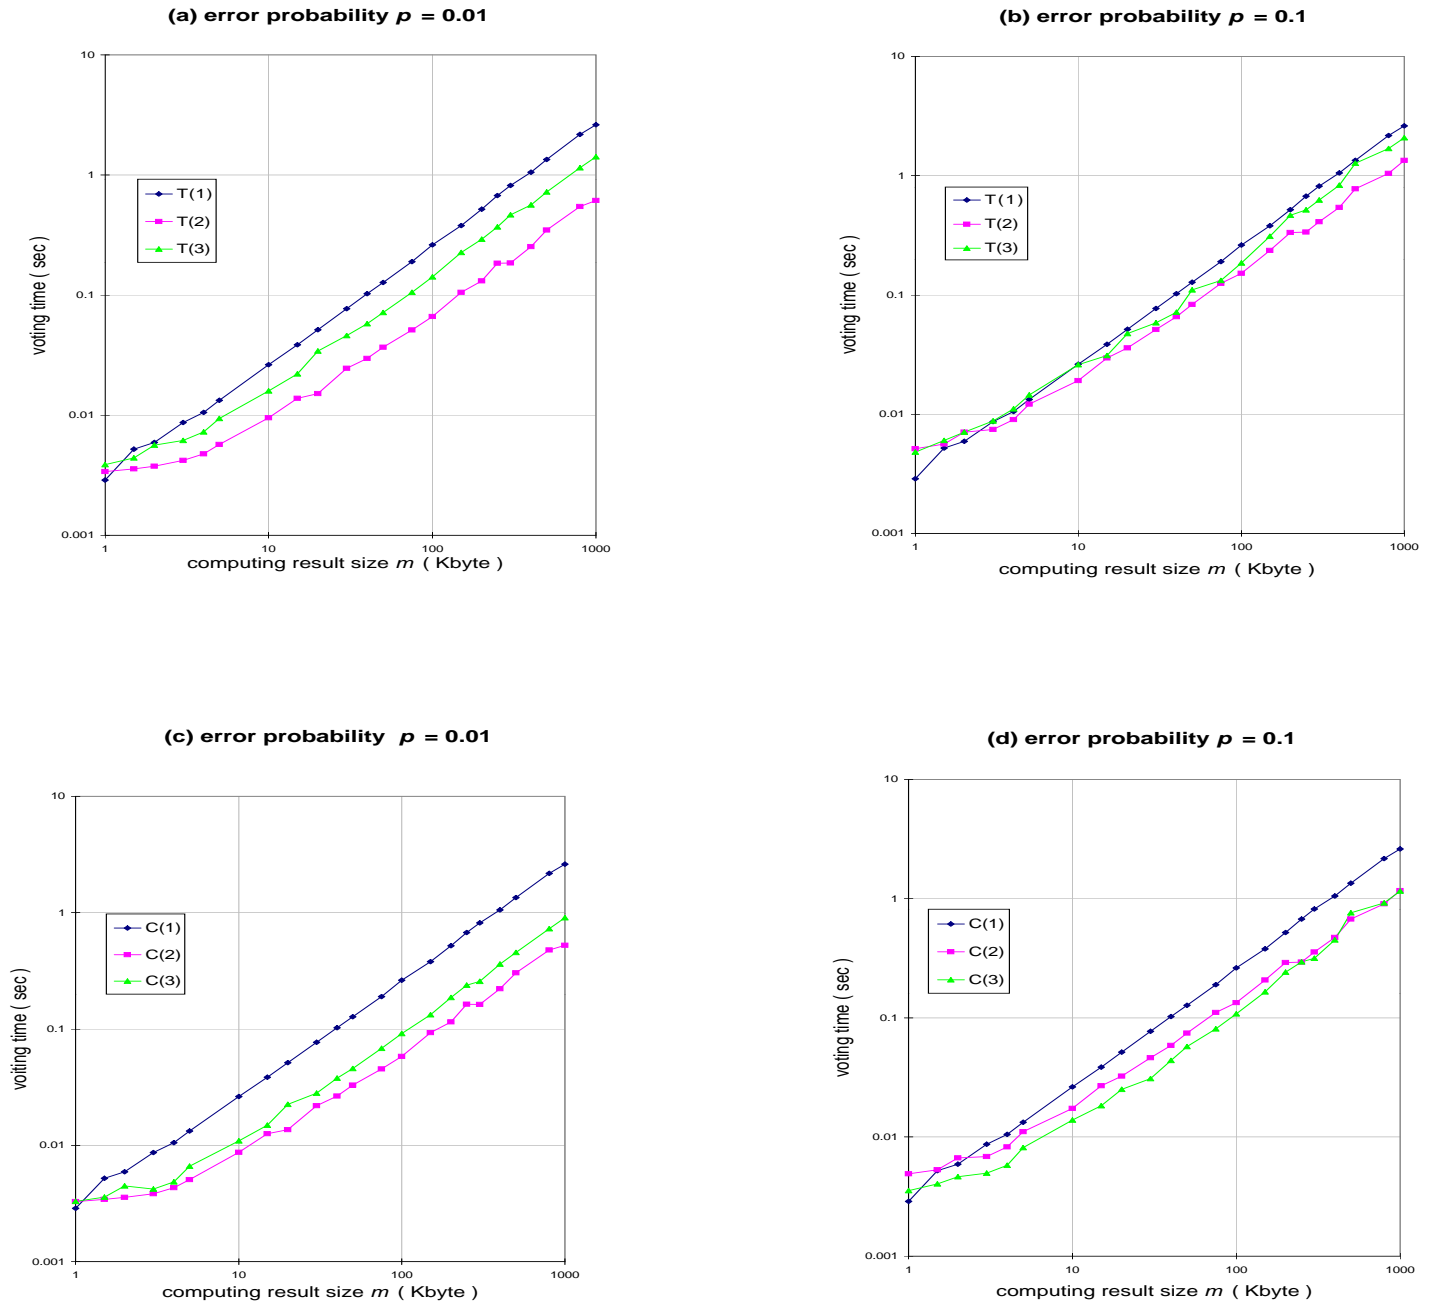 (a) error probability p = 0.01
10
1
0.1
0.01
0.001
voting time ( sec )
T(1)
T(2)
T(3)
1 10 100 1000
computing result size m ( Kbyte )
(b) error probability p = 0.1
10
1
0.1
0.01
0.001
voting time ( sec )
T(1)
T(2)
T(3)
1 10 100 1000
computing result size m ( Kbyte )
(c) error probability p = 0.01
10
1
0.1
0.01
0.001
voiting time ( sec )
C(1)
C(2)
C(3)
1 10 100 1000
computing result size m ( Kbyte )
(d) error probability p = 0.1
10
1
0.1
0.01
0.001
voting time ( sec )
C(1)
C(2)
C(3)
1 10 100 1000
computing result size m ( Kbyte )